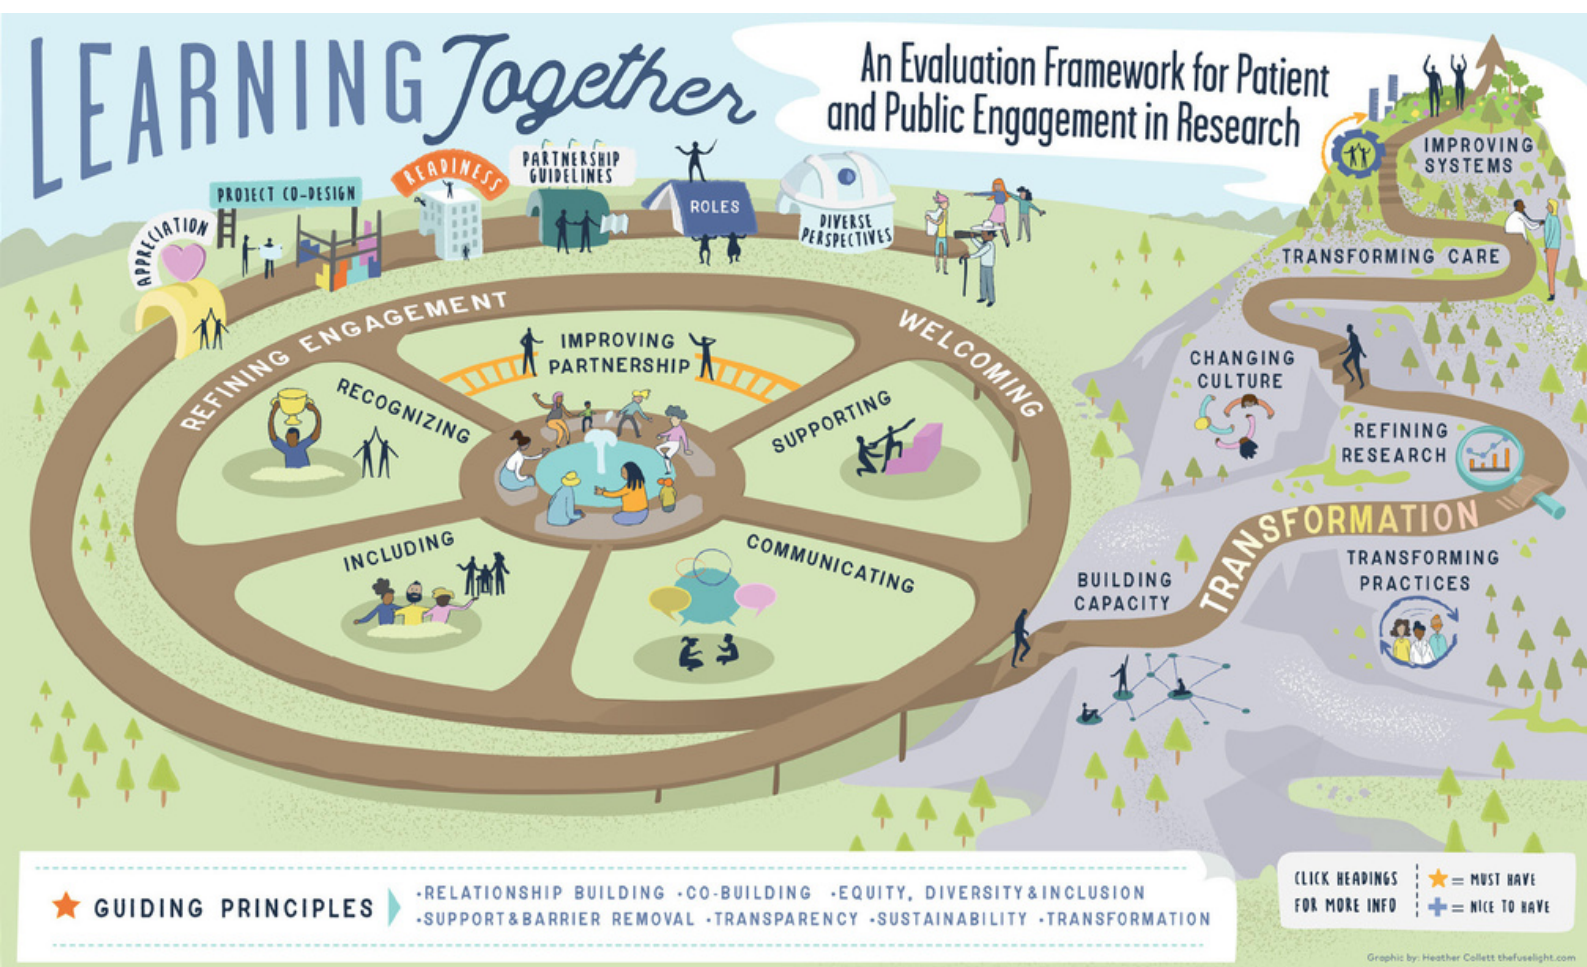 LEARNING Together
An Evaluation Framework for Patient
and Public Engagement in Research
APPRECIATION
PROJECT CO-DESIGN
READINESS
PARTNERSHIP
GUIDELINES
ROLES
DIVERSE
PERSPECTIVES
REFINING ENGAGEMENT
WELCOMING
IMPROVING
PARTNERSHIP
RECOGNIZING
SUPPORTING
INCLUDING
COMMUNICATING
IMPROVING
SYSTEMS
TRANSFORMING CARE
CHANGING
CULTURE
REFINING
RESEARCH
TRANSFORMATION
TRANSFORMING
PRACTICES
BUILDING
CAPACITY
GUIDING PRINCIPLES
•RELATIONSHIP BUILDING •CO-BUILDING •EQUITY, DIVERSITY & INCLUSION
•SUPPORT & BARRIER REMOVAL •TRANSPARENCY •SUSTAINABILITY •TRANSFORMATION
CLICK HEADINGS
FOR MORE INFO
= MUST HAVE
= NICE TO HAVE
Graphic by: Heather Collett thefuselight.com